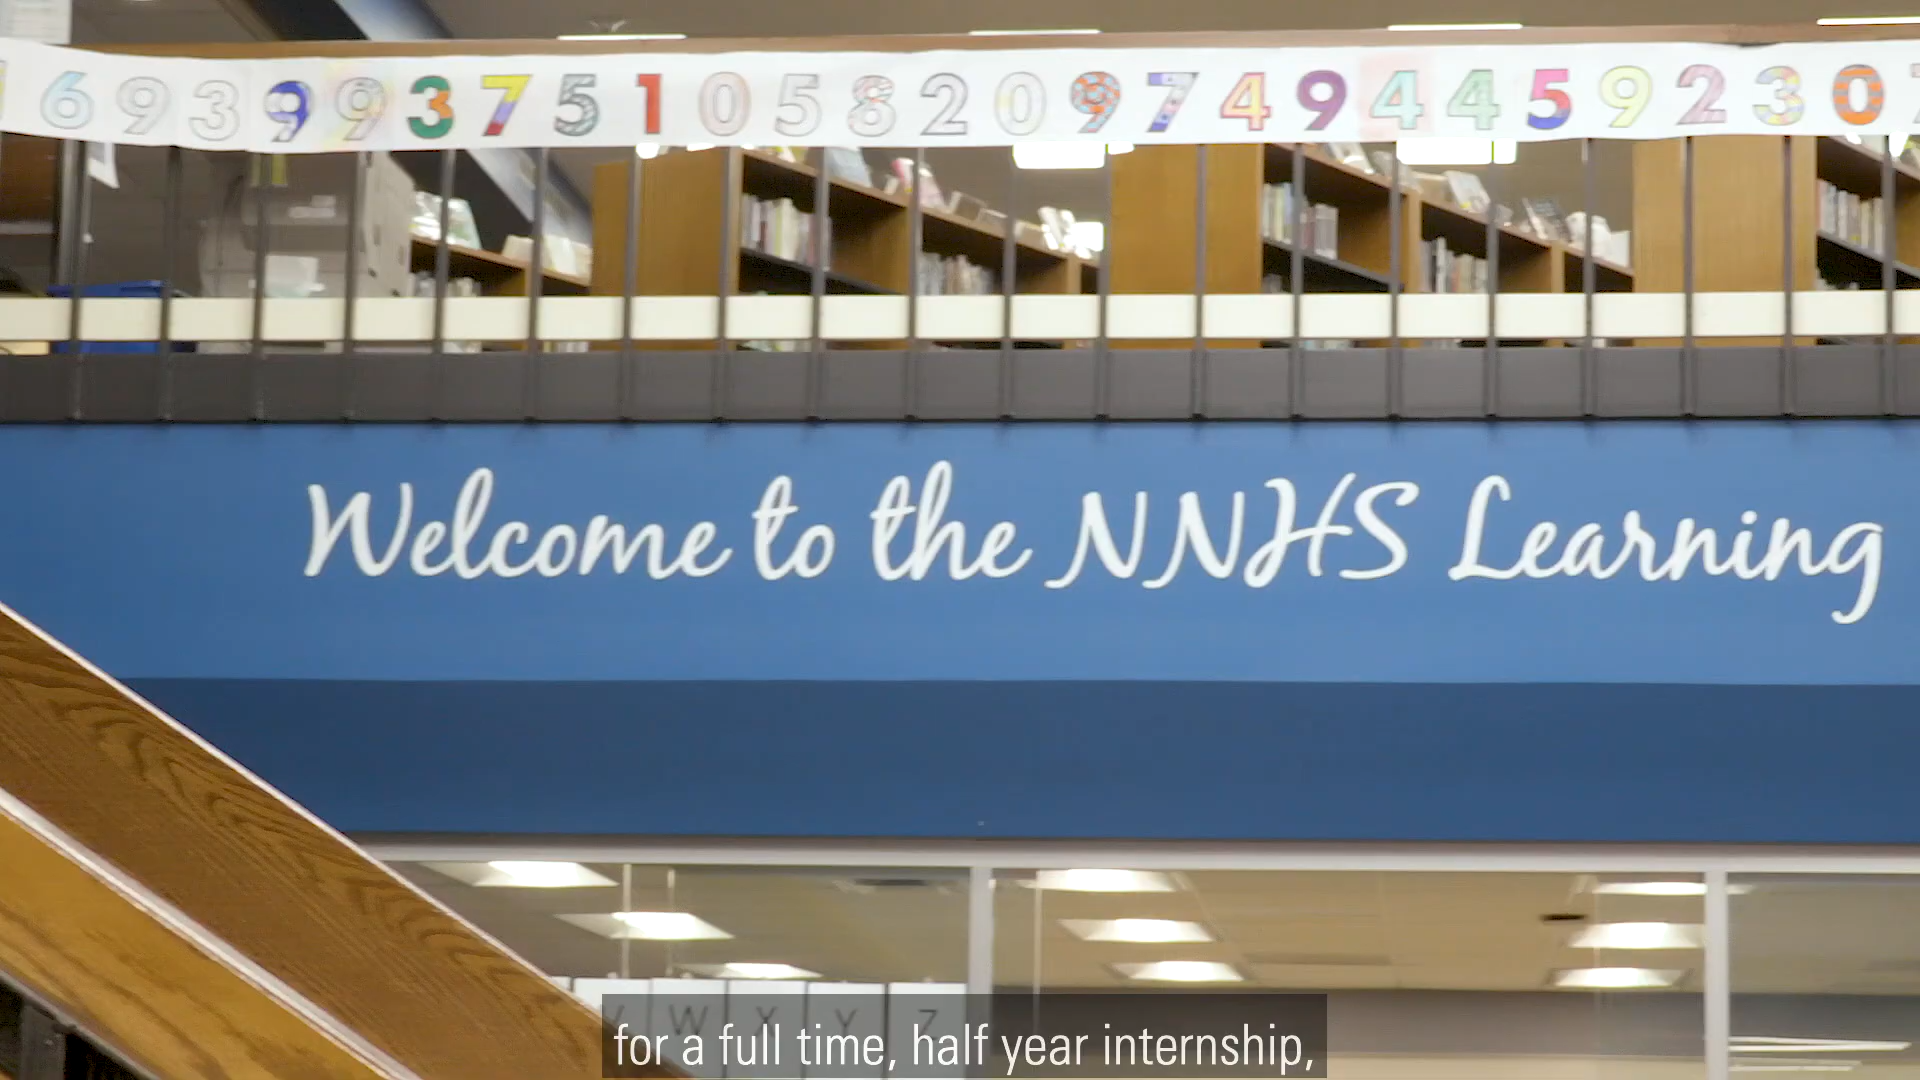 6939937510582097494459230
Welcome to the NNHS Learning
V W X Y Z
for a full time, half year internship,